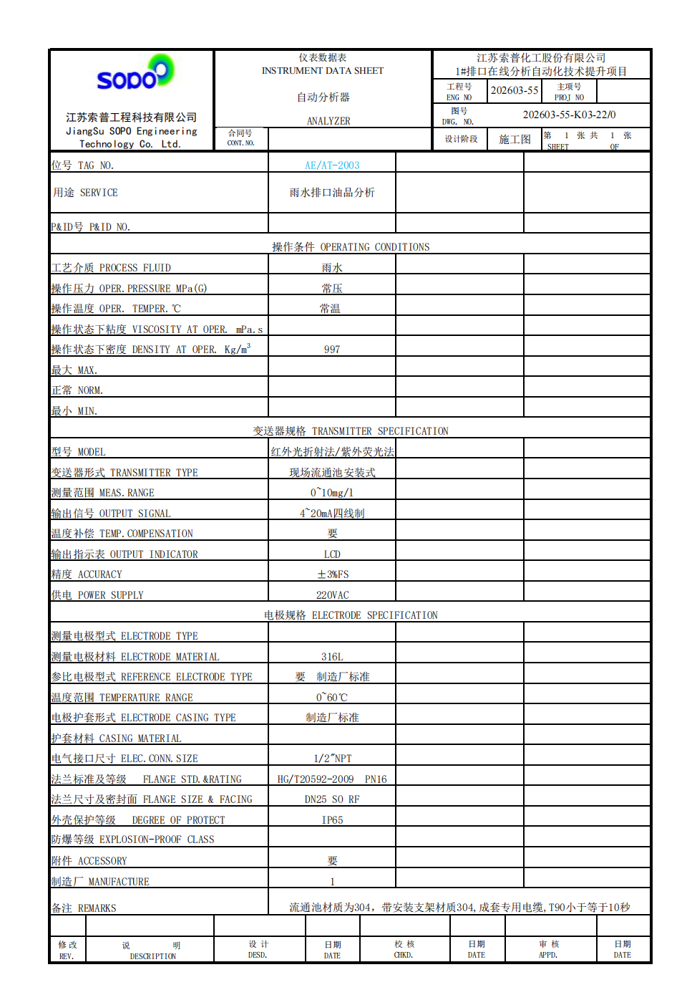 sopo
江苏索普工程科技有限公司
JiangSu SOPO Engineering
Technology Co. Ltd.
仪表数据表
INSTRUMENT DATA SHEET
自动分析器
ANALYZER
合同号
CONT.NO.
江苏索普化工股份有限公司
1#排口在线分析自动化技术提升项目
工程号
ENG NO
202603-55
主项号
PROJ NO
图号
DWG. NO.
202603-55-K03-22/0
设计阶段
施工图
第 1 张 共 1 张
SHEET OF
位号 TAG NO. AE/AT-2003
用途 SERVICE 雨水排口油品分析
P&ID号 P&ID NO.
操作条件 OPERATING CONDITIONS
工艺介质 PROCESS FLUID 雨水
操作压力 OPER.PRESSURE MPa(G) 常压
操作温度 OPER. TEMPER.℃ 常温
操作状态下粘度 VISCOSITY AT OPER. mPa.s
操作状态下密度 DENSITY AT OPER. Kg/m³ 997
最大 MAX.
正常 NORM.
最小 MIN.
变送器规格 TRANSMITTER SPECIFICATION
型号 MODEL 红外光折射法/紫外荧光法
变送器形式 TRANSMITTER TYPE 现场流通池安装式
测量范围 MEAS.RANGE 0~10mg/l
输出信号 OUTPUT SIGNAL 4~20mA四线制
温度补偿 TEMP.COMPENSATION 要
输出指示表 OUTPUT INDICATOR LCD
精度 ACCURACY ±3%FS
供电 POWER SUPPLY 220VAC
电极规格 ELECTRODE SPECIFICATION
测量电极型式 ELECTRODE TYPE
测量电极材料 ELECTRODE MATERIAL 316L
参比电极型式 REFERENCE ELECTRODE TYPE 要 制造厂标准
温度范围 TEMPERATURE RANGE 0~60℃
电极护套形式 ELECTRODE CASING TYPE 制造厂标准
护套材料 CASING MATERIAL
电气接口尺寸 ELEC.CONN.SIZE 1/2"NPT
法兰标准及等级 FLANGE STD.&RATING HG/T20592-2009 PN16
法兰尺寸及密封面 FLANGE SIZE & FACING DN25 SO RF
外壳保护等级 DEGREE OF PROTECT IP65
防爆等级 EXPLOSION-PROOF CLASS
附件 ACCESSORY 要
制造厂 MANUFACTURE 1
备注 REMARKS 流通池材质为304，带安装支架材质304,成套专用电缆,T90小于等于10秒
修改 说 明 设 计 日期 校 核 日期 审 核 日期
REV. DESCRIPTION DESD. DATE CHKD. DATE APPD. DATE